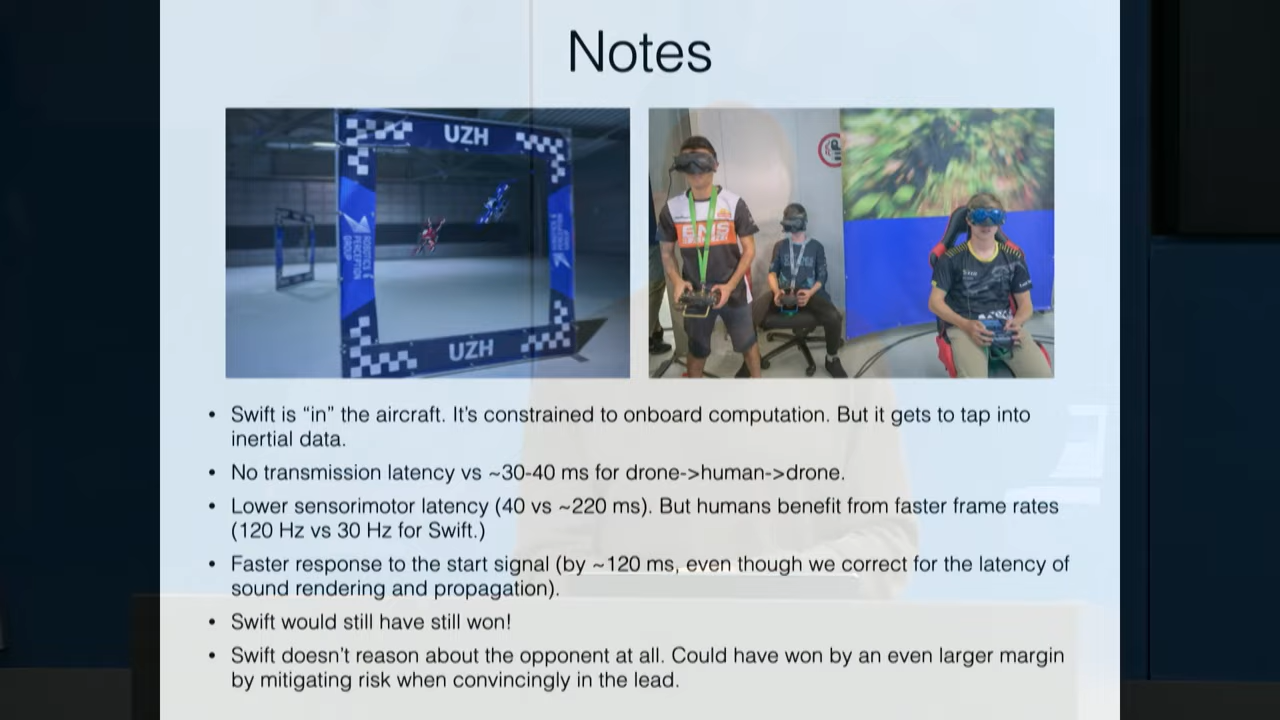 Notes
UZH
ROBOTICS &
PERCEPTION
GROUP
UZH
• Swift is “in” the aircraft. It’s constrained to onboard computation. But it gets to tap into
inertial data.
• No transmission latency vs ~30-40 ms for drone->human->drone.
• Lower sensorimotor latency (40 vs ~220 ms). But humans benefit from faster frame rates
(120 Hz vs 30 Hz for Swift.)
• Faster response to the start signal (by ~120 ms, even though we correct for the latency of
sound rendering and propagation).
• Swift would still have still won!
• Swift doesn’t reason about the opponent at all. Could have won by an even larger margin
by mitigating risk when convincingly in the lead.